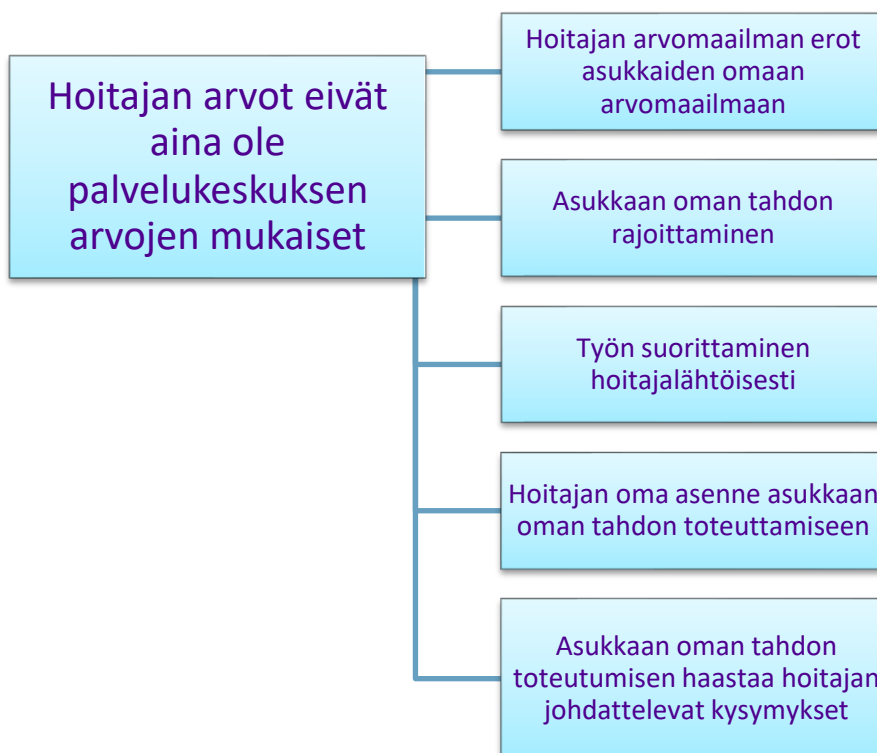 Hoitajan arvot eivät
aina ole
palvelukeskuksen
arvojen mukaiset
Hoitajan arvomaailman erot
asukkaiden omaan
arvomaailmaan
Asukkaan oman tahdon
rajoittaminen
Työn suorittaminen
hoitajalähtöisesti
Hoitajan oma asenne asukkaan
oman tahdon toteuttamiseen
Asukkaan oman tahdon
toteutumisen haastaa hoitajan
johdattelevat kysymykset